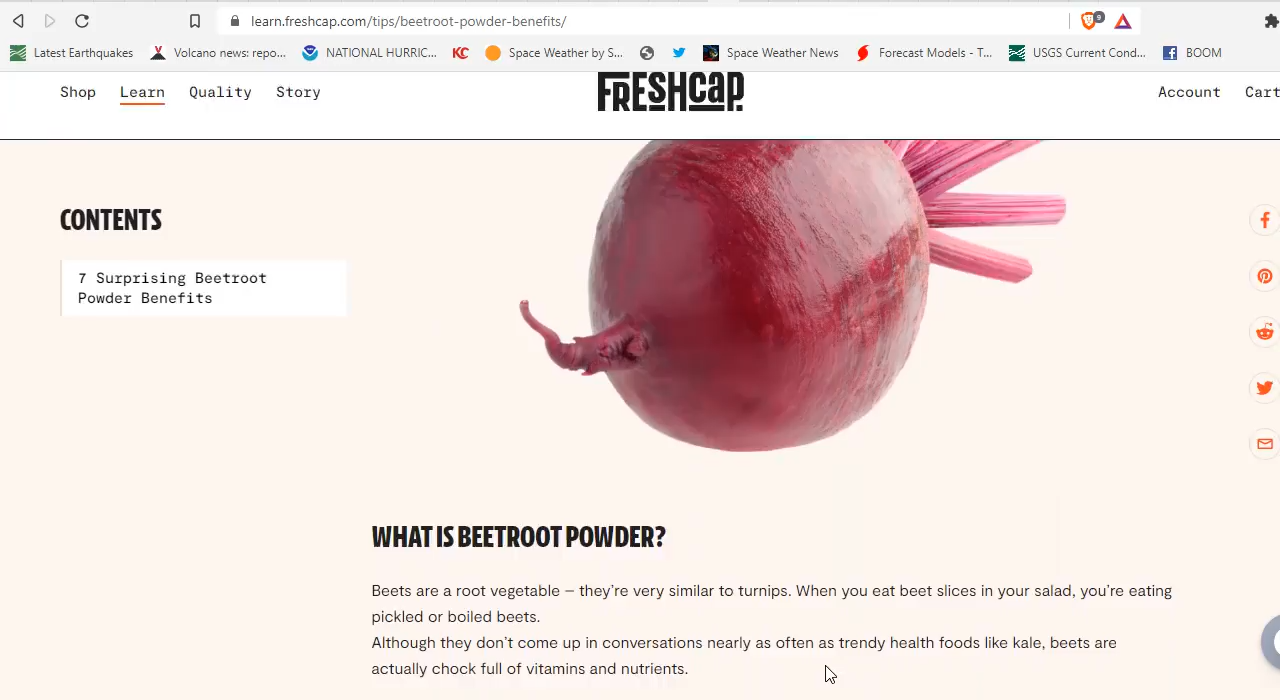 learn.freshcap.com/tips/beetroot-powder-benefits/
9
Latest Earthquakes
Volcano news: repo...
NATIONAL HURRIC...
KC
Space Weather by S...
Space Weather News
Forecast Models - T...
USGS Current Cond...
BOOM
Shop
Learn
Quality
Story
FRESHCAP.
Account
Cart
CONTENTS
7 Surprising Beetroot
Powder Benefits
WHAT IS BEETROOT POWDER?
Beets are a root vegetable – they’re very similar to turnips. When you eat beet slices in your salad, you’re eating
pickled or boiled beets.
Although they don’t come up in conversations nearly as often as trendy health foods like kale, beets are
actually chock full of vitamins and nutrients.